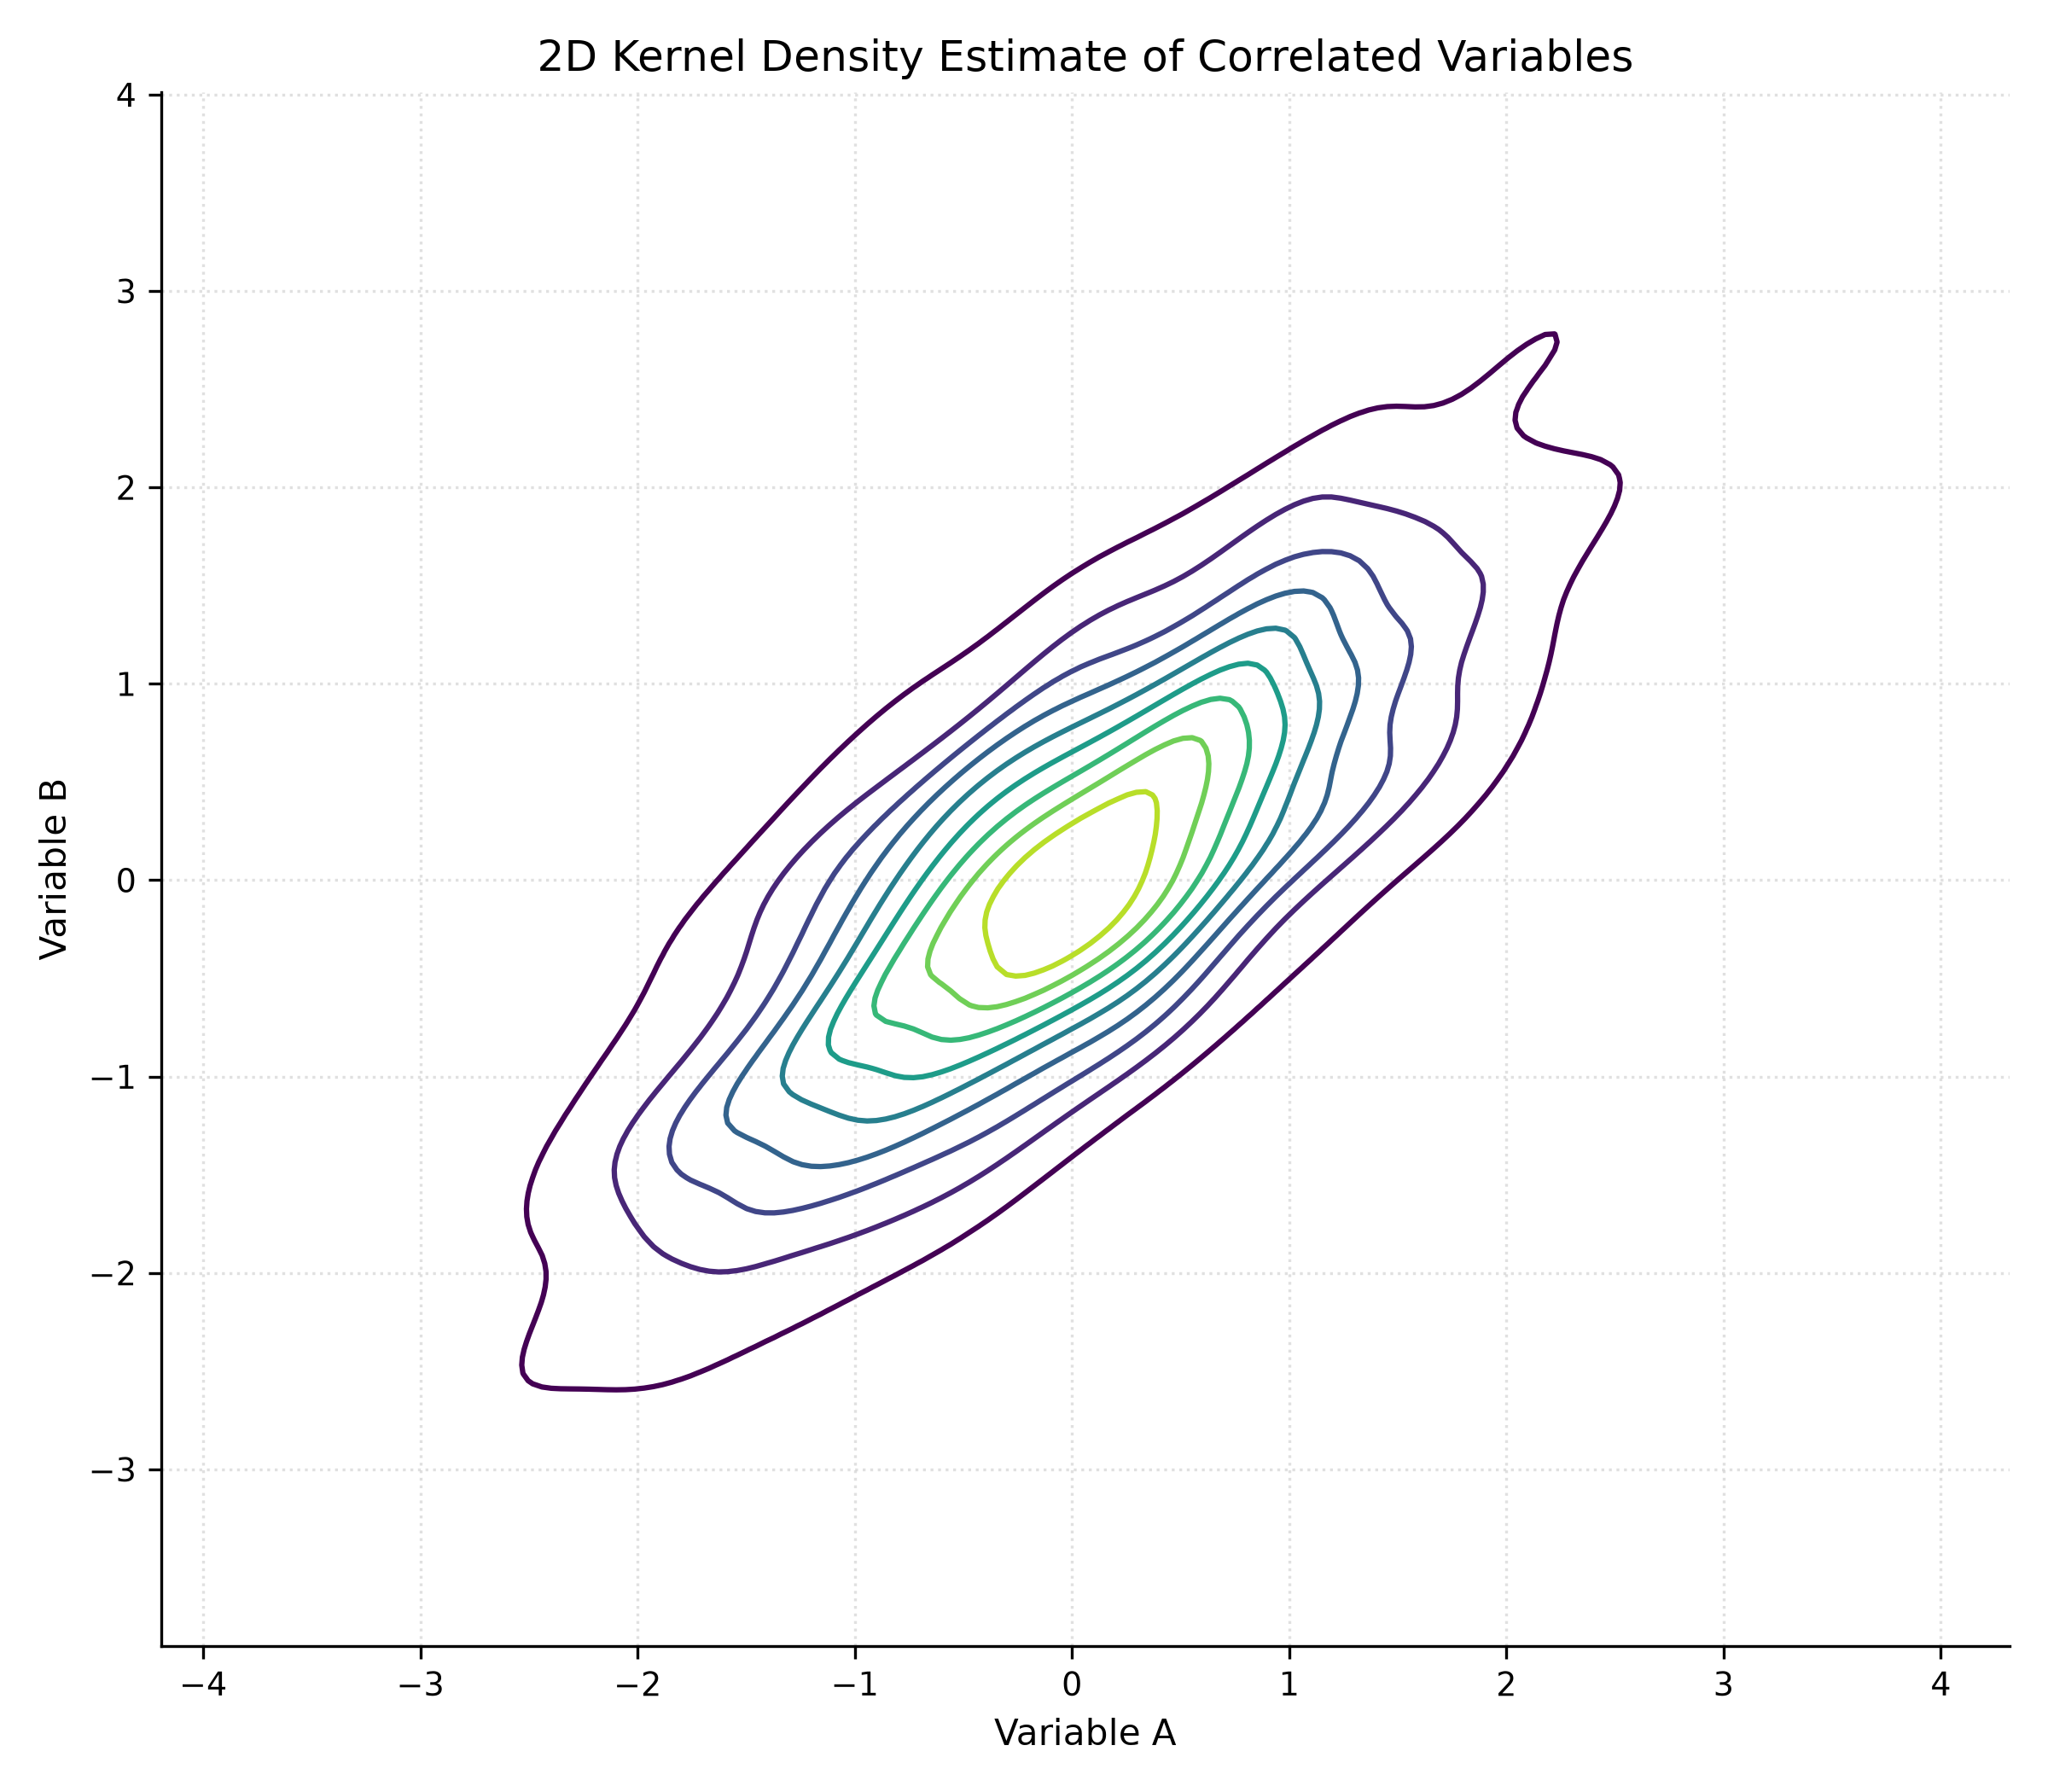 2D Kernel Density Estimate of Correlated Variables
4
3
2
1
0
−1
−2
−3
Variable B
−4 −3 −2 −1 0 1 2 3 4
Variable A